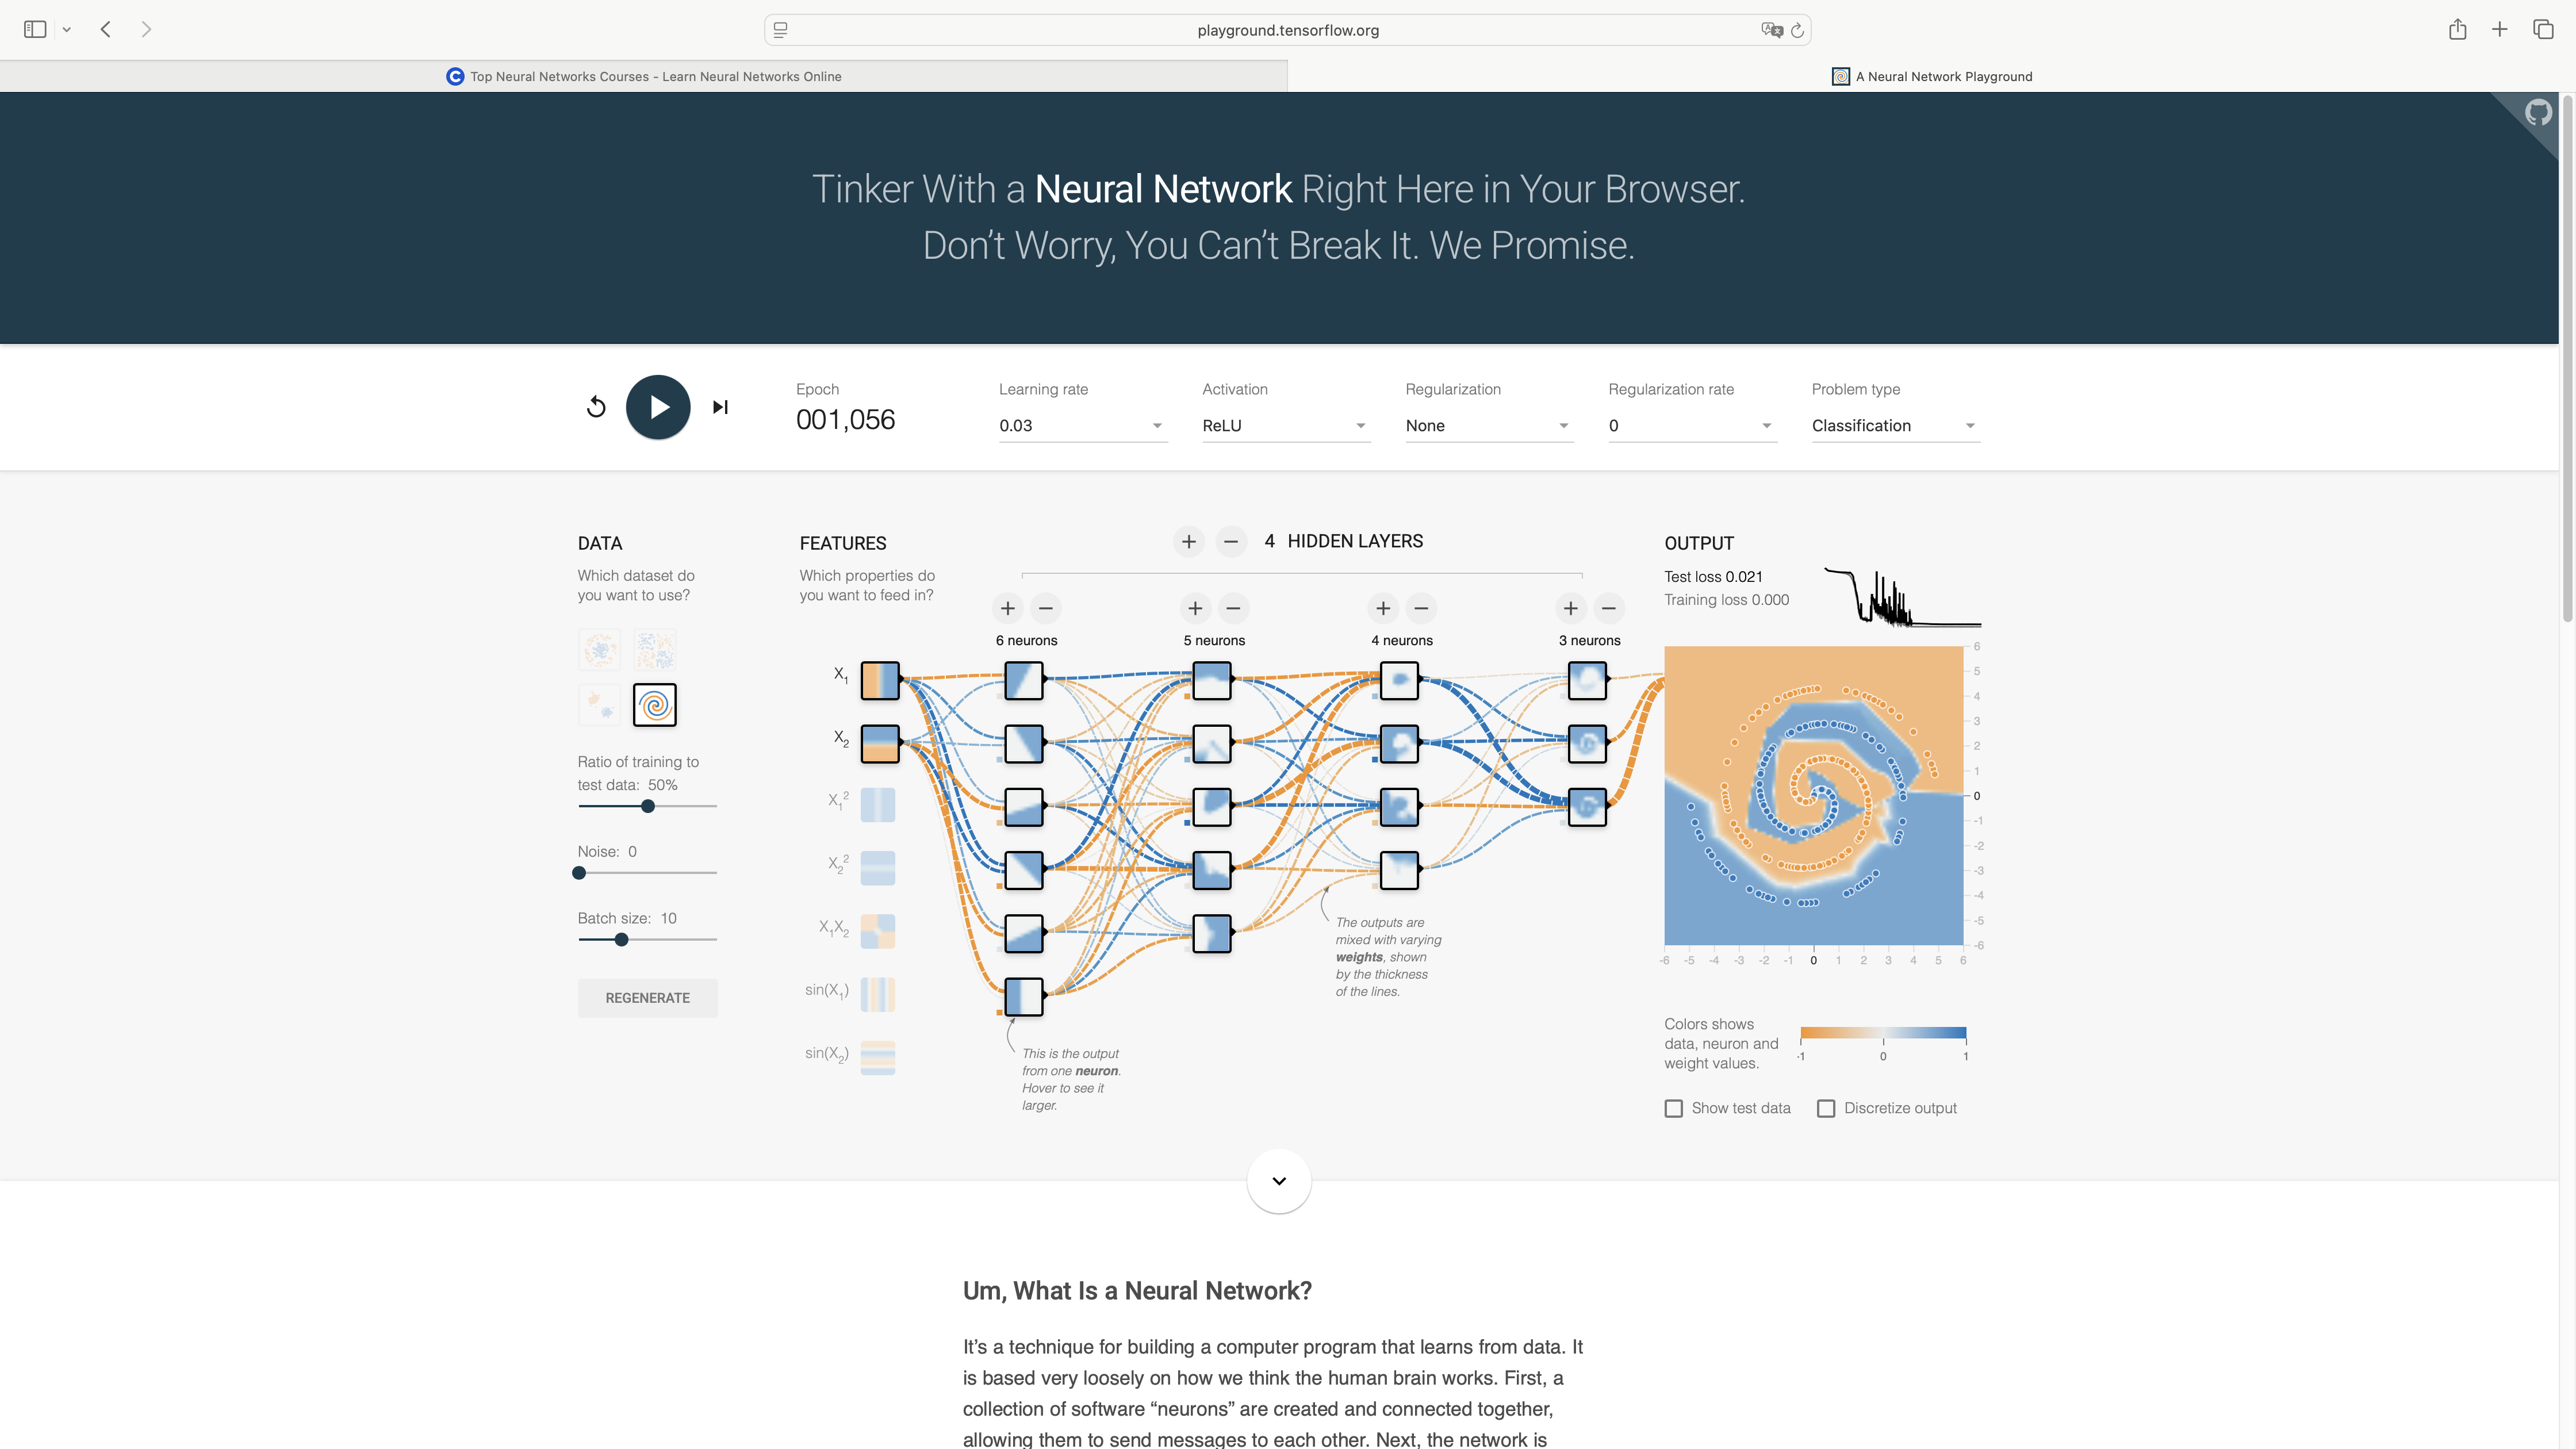 playground.tensorflow.org
Top Neural Networks Courses - Learn Neural Networks Online
A Neural Network Playground
Tinker With a Neural Network Right Here in Your Browser.
Don’t Worry, You Can’t Break It. We Promise.
Epoch
001,056
Learning rate
0.03
Activation
ReLU
Regularization
None
Regularization rate
0
Problem type
Classification
DATA
Which dataset do
you want to use?
Ratio of training to
test data: 50%
Noise: 0
Batch size: 10
REGENERATE
FEATURES
Which properties do
you want to feed in?
X₁
X₂
X₁²
X₂²
X₁X₂
sin(X₁)
sin(X₂)
4 HIDDEN LAYERS
6 neurons
5 neurons
4 neurons
3 neurons
This is the output
from one neuron.
Hover to see it
larger.
The outputs are
mixed with varying
weights, shown
by the thickness
of the lines.
OUTPUT
Test loss 0.021
Training loss 0.000
6
5
4
3
2
1
0
-1
-2
-3
-4
-5
-6
-6 -5 -4 -3 -2 -1 0 1 2 3 4 5 6
Colors shows
data, neuron and
weight values.
-1 0 1
Show test data
Discretize output
Um, What Is a Neural Network?
It’s a technique for building a computer program that learns from data. It
is based very loosely on how we think the human brain works. First, a
collection of software “neurons” are created and connected together,
allowing them to send messages to each other. Next, the network is